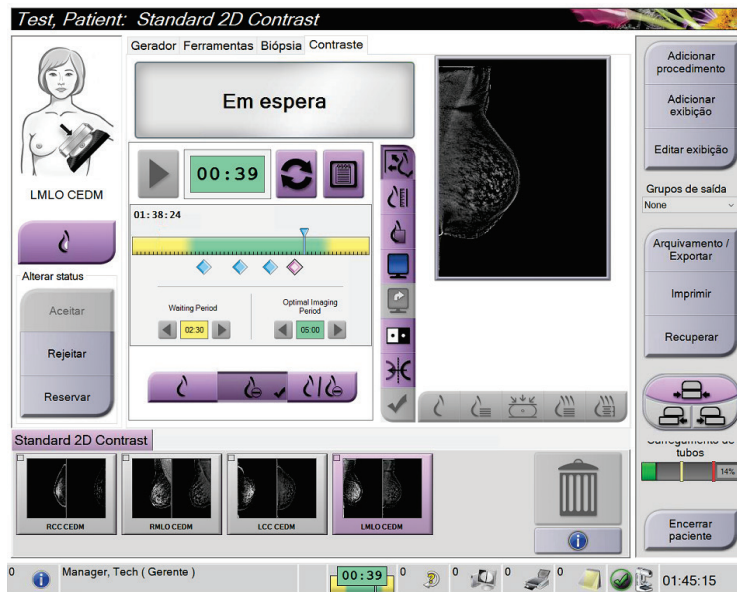 Test, Patient:  Standard 2D Contrast
Gerador Ferramentas Biópsia Contraste
Em espera
00:39
LMLO CEDM
01:38:24
Alterar status
Aceitar
Rejeitar
Reservar
Waiting Period
02:30
Optimal Imaging
Period
05:00
Adicionar
procedimento
Adicionar
exibição
Editar exibição
Grupos de saída
None
Arquivamento /
Exportar
Imprimir
Recuperar
Carregamento de
tubos
14%
Encerrar
paciente
Standard 2D Contrast
RCC CEDM
RMLO CEDM
LCC CEDM
LMLO CEDM
0
Manager, Tech ( Gerente )
00:39
0
0
0
0
01:45:15